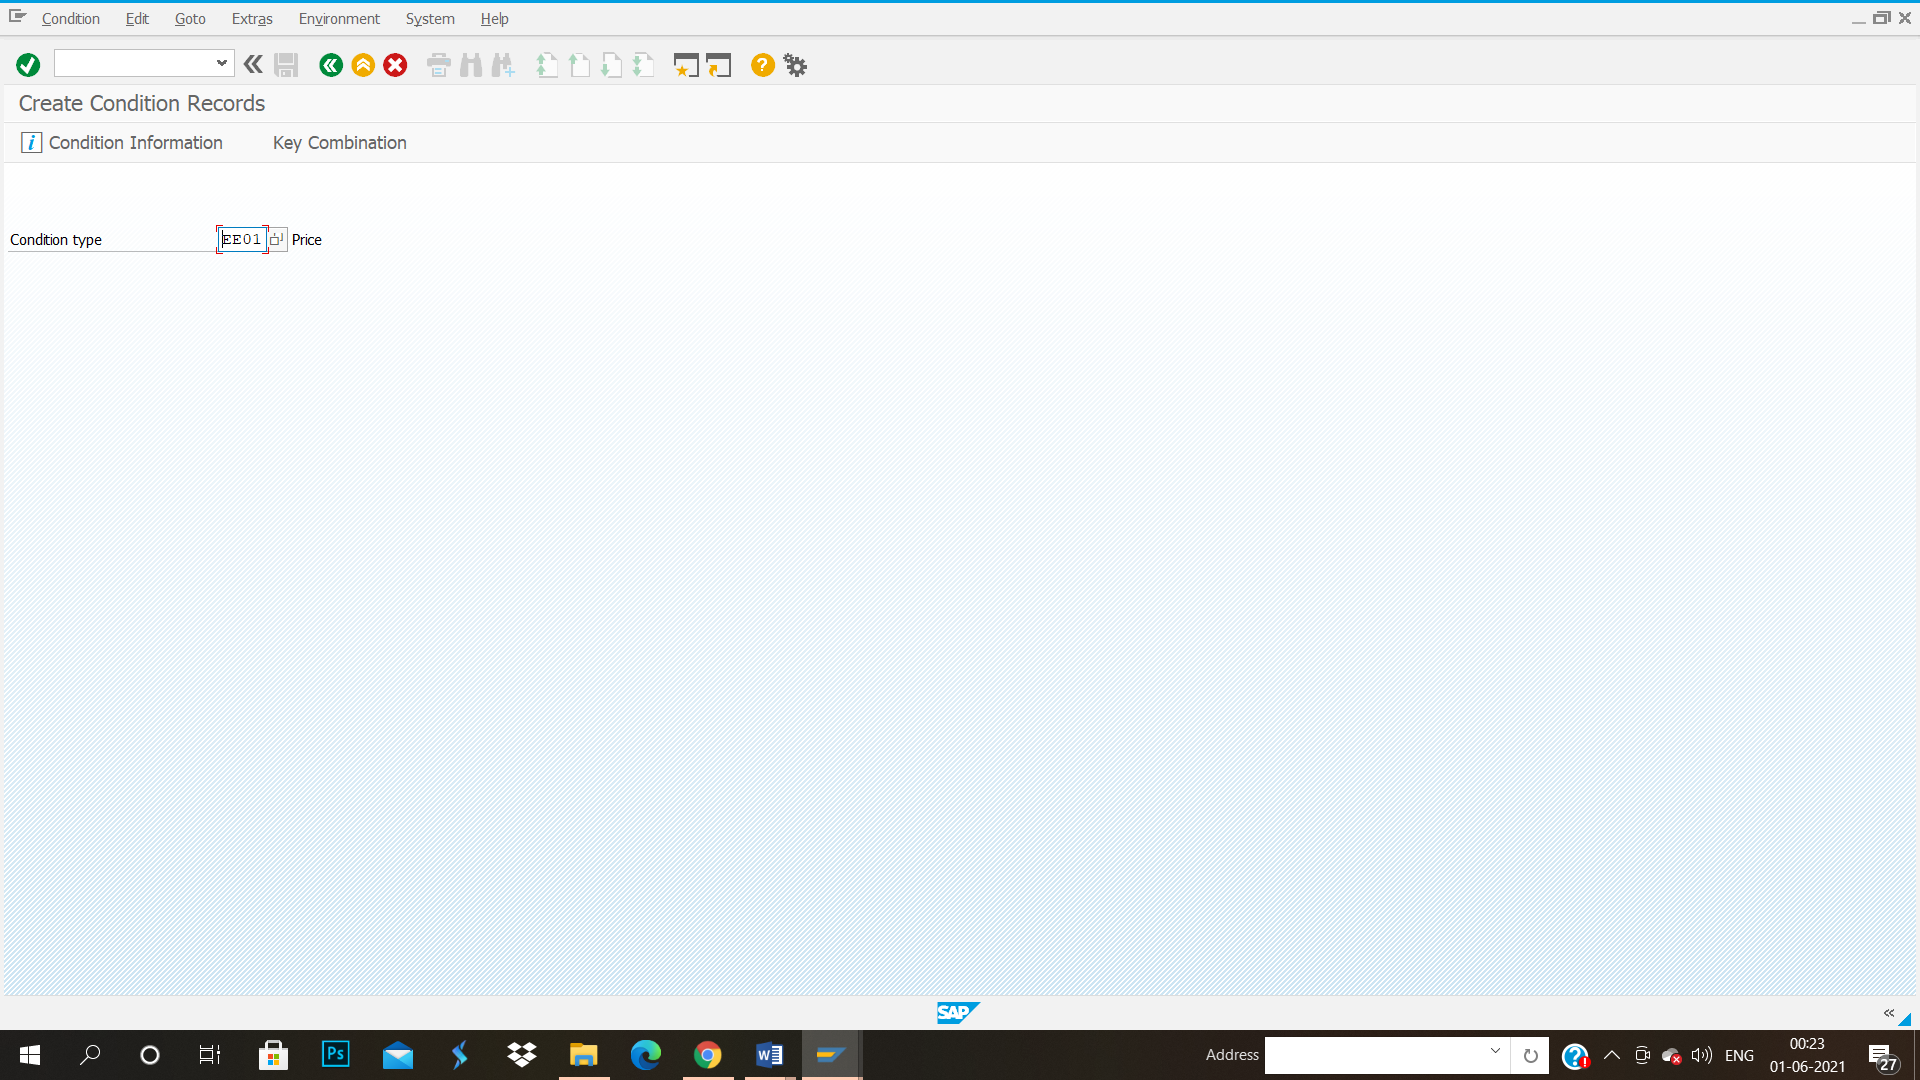 Condition Edit Goto Extras Environment System Help
Create Condition Records
i Condition Information Key Combination
Condition type EE01 Price
SAP
Ps
W
Address
ENG
00:23
01-06-2021
27